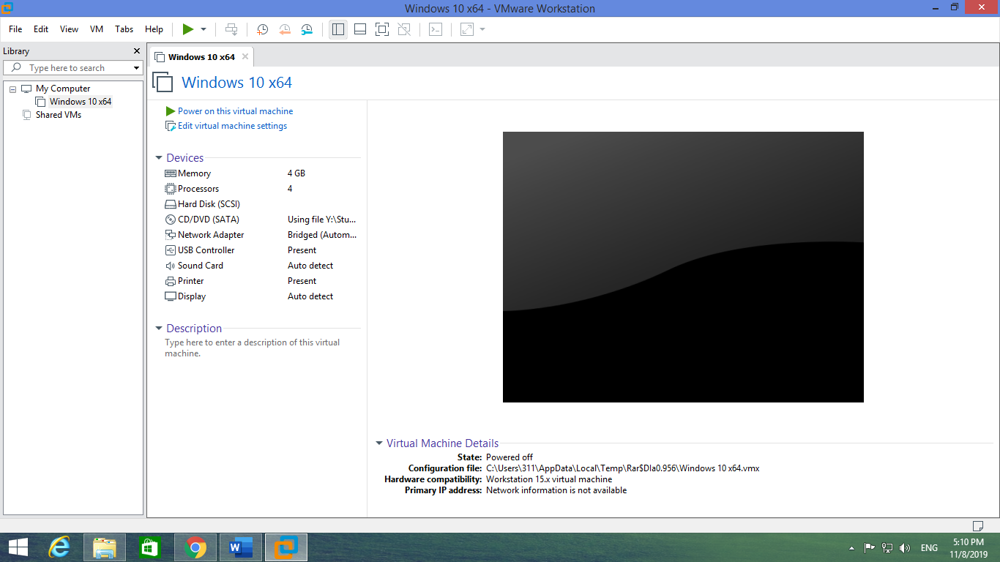 Windows 10 x64 - VMware Workstation
File Edit View VM Tabs Help
Library
Type here to search
My Computer
Windows 10 x64
Shared VMs
Windows 10 x64
Windows 10 x64
Power on this virtual machine
Edit virtual machine settings
Devices
Memory 4 GB
Processors 4
Hard Disk (SCSI)
CD/DVD (SATA) Using file Y:\Stu...
Network Adapter Bridged (Autom...
USB Controller Present
Sound Card Auto detect
Printer Present
Display Auto detect
Description
Type here to enter a description of this virtual
machine.
Virtual Machine Details
State: Powered off
Configuration file: C:\Users\311\AppData\Local\Temp\Rar$DIa0.956\Windows 10 x64.vmx
Hardware compatibility: Workstation 15.x virtual machine
Primary IP address: Network information is not available
ENG
5:10 PM
11/8/2019